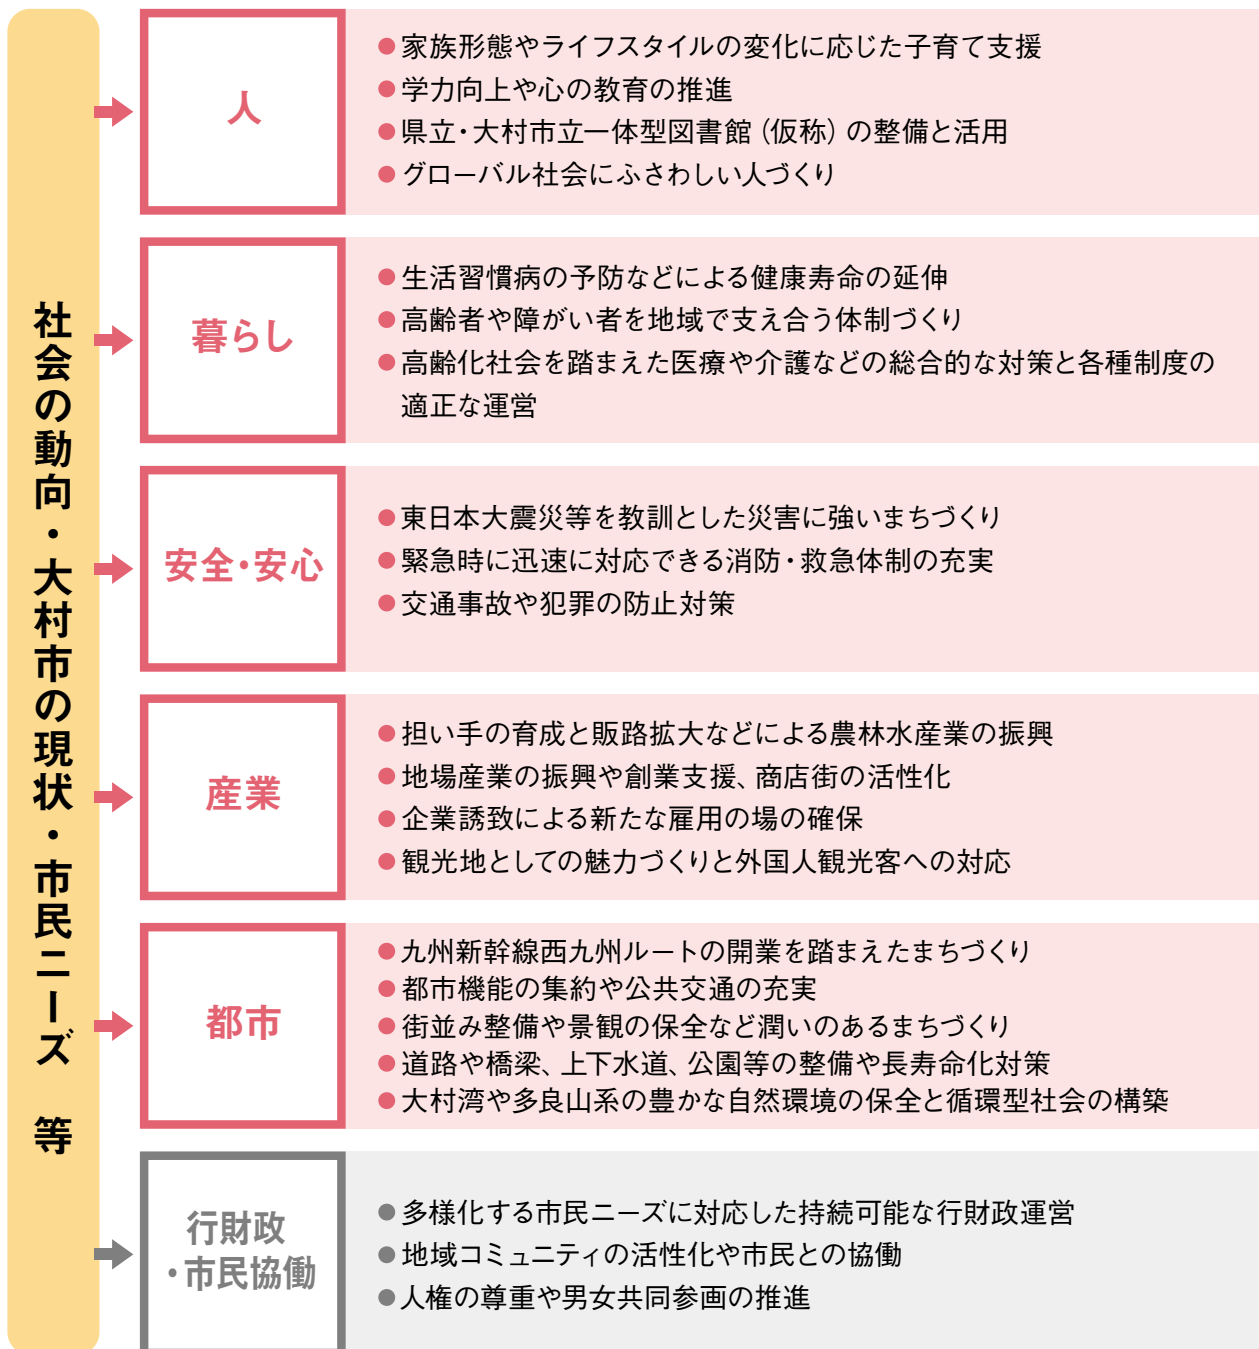 社会の動向・大村市の現状・市民ニーズ　等
人
●家族形態やライフスタイルの変化に応じた子育て支援
●学力向上や心の教育の推進
●県立・大村市立一体型図書館（仮称）の整備と活用
●グローバル社会にふさわしい人づくり
暮らし
●生活習慣病の予防などによる健康寿命の延伸
●高齢者や障がい者を地域で支え合う体制づくり
●高齢化社会を踏まえた医療や介護などの総合的な対策と各種制度の
適正な運営
安全・安心
●東日本大震災等を教訓とした災害に強いまちづくり
●緊急時に迅速に対応できる消防・救急体制の充実
●交通事故や犯罪の防止対策
産業
●担い手の育成と販路拡大などによる農林水産業の振興
●地場産業の振興や創業支援、商店街の活性化
●企業誘致による新たな雇用の場の確保
●観光地としての魅力づくりと外国人観光客への対応
都市
●九州新幹線西九州ルートの開業を踏まえたまちづくり
●都市機能の集約や公共交通の充実
●街並み整備や景観の保全など潤いのあるまちづくり
●道路や橋梁、上下水道、公園等の整備や長寿命化対策
●大村湾や多良山系の豊かな自然環境の保全と循環型社会の構築
行財政
・市民協働
●多様化する市民ニーズに対応した持続可能な行財政運営
●地域コミュニティの活性化や市民との協働
●人権の尊重や男女共同参画の推進